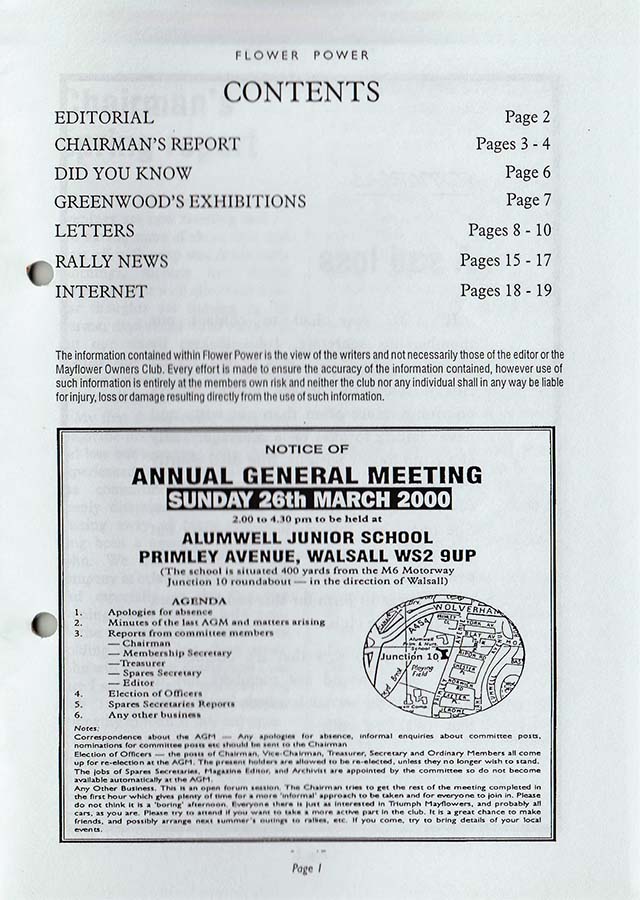 FLOWER POWER
CONTENTS
EDITORIAL Page 2
CHAIRMAN'S REPORT Pages 3 - 4
DID YOU KNOW Page 6
GREENWOOD'S EXHIBITIONS Page 7
LETTERS Pages 8 - 10
RALLY NEWS Pages 15 - 17
INTERNET Pages 18 - 19
The information contained within Flower Power is the view of the writers and not necessarily those of the editor or the
Mayflower Owners Club. Every effort is made to ensure the accuracy of the information contained, however use of
such information is entirely at the members own risk and neither the club nor any individual shall in any way be liable
for injury, loss or damage resulting directly from the use of such information.
NOTICE OF
ANNUAL GENERAL MEETING
SUNDAY 26th MARCH 2000
2.00 to 4.30 pm to be held at
ALUMWELL JUNIOR SCHOOL
PRIMLEY AVENUE, WALSALL WS2 9UP
(The school is situated 400 yards from the M6 Motorway
Junction 10 roundabout — in the direction of Walsall)
AGENDA
1. Apologies for absence
2. Minutes of the last AGM and matters arising
3. Reports from committee members
— Chairman
— Membership Secretary
—Treasurer
— Spares Secretary
— Editor
4. Election of Officers
5. Spares Secretaries Reports
6. Any other business
WOLVERHA
A454
Alumwell
School
Junction 10
Playing
Field
Notes:
Correspondence about the AGM — Any apologies for absence, informal enquiries about committee posts,
nominations for committee posts etc should be sent to the Chairman
Election of Officers — the posts of Chairman, Vice-Chairman, Treasurer, Secretary and Ordinary Members all come
up for re-election at the AGM. The present holders are allowed to be re-elected, unless they no longer wish to stand.
The jobs of Spares Secretaries, Magazine Editor, and Archivist are appointed by the committee so do not become
available automatically at the AGM.
Any Other Business. This is an open forum session. The Chairman tries to get the rest of the meeting completed in
the first hour which gives plenty of time for a more 'informal' approach to be taken and for everyone to join in. Please
do not think it is a 'boring' afternoon. Everyone there is just as interested in Triumph Mayflowers, and probably all
cars, as you are. Please try to attend if you want to take a more active part in the club. It is a great chance to make
friends, and possibly arrange next summer's outings to rallies, etc. If you come, try to bring details of your local
events.
Page 1